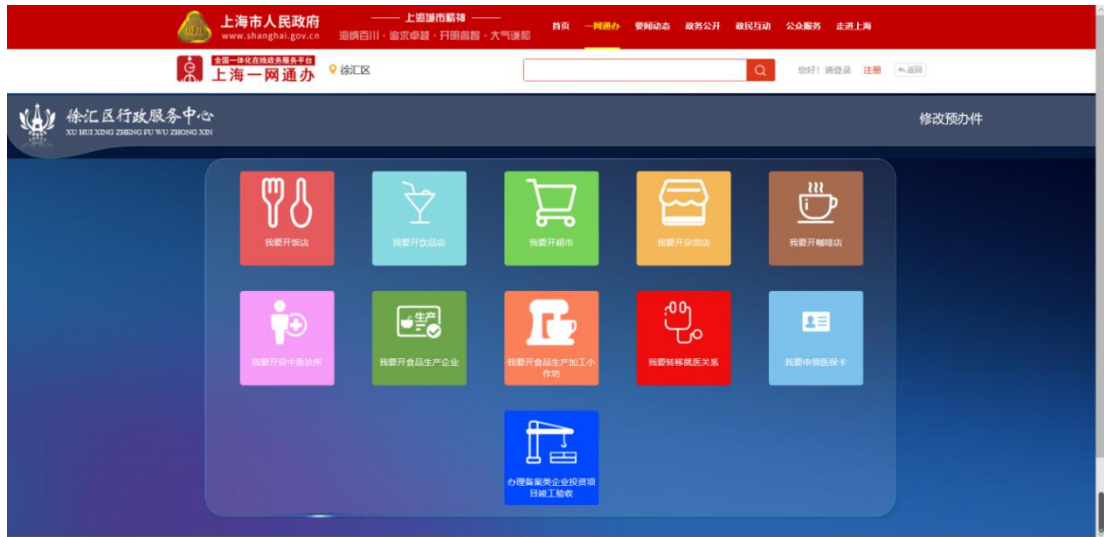 上海市人民政府
www.shanghai.gov.cn
上海城市精神
海纳百川·追求卓越·开明睿智·大气谦和
首页 一网通办 要闻动态 政务公开 政民互动 公众服务 走进上海
全国一体化在线政务服务平台
上海一网通办
徐汇区
您好！请登录 注册 返回
徐汇区行政服务中心
XU HUI XING ZHENG FU WU ZHONG XIN
修改预办件
我要开饭店 我要开饮品店 我要开超市 我要开杂货店 我要开咖啡店
生产
我要开设中医诊所 我要开食品生产企业 我要开食品生产加工小
作坊
我要转移就医关系 我要申领医保卡
办理备案类企业投资项
目竣工验收